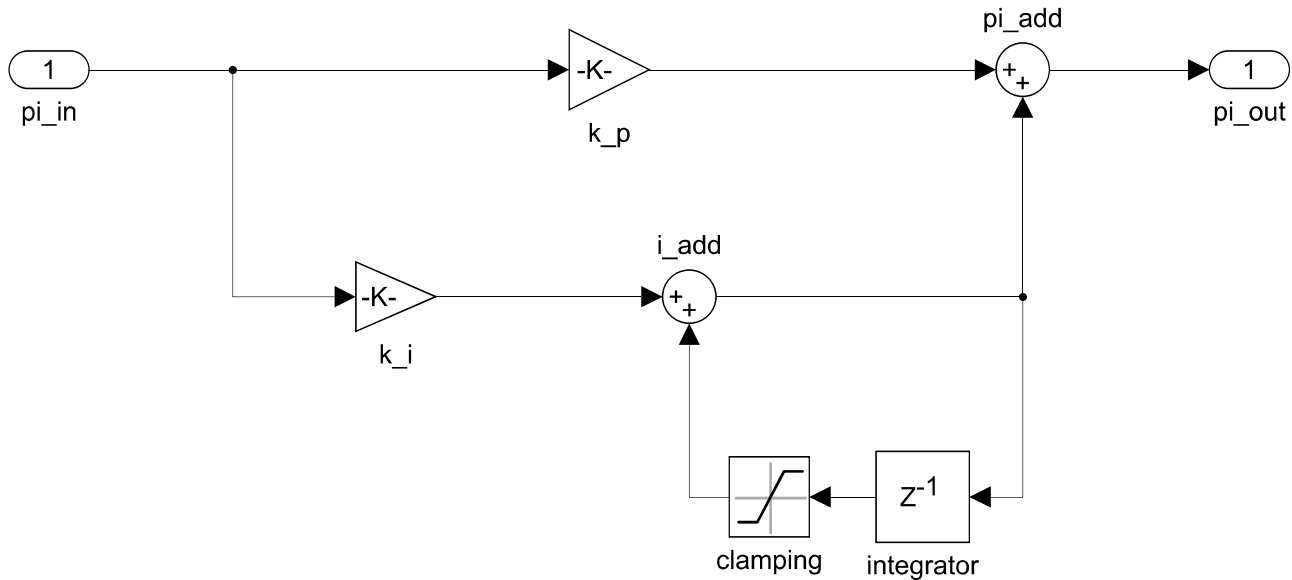 pi_add
1
-K-
+
+
1
pi_in
k_p
pi_out
i_add
-K-
+
+
k_i
Z-1
clamping
integrator